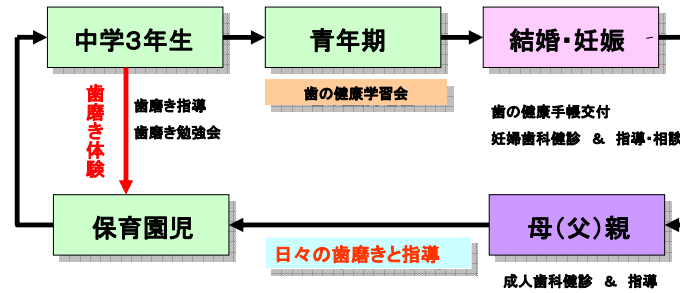 中学3年生
青年期
結婚・妊娠
歯の健康学習会
歯磨き体験
歯磨き指導
歯磨き勉強会
歯の健康手帳交付
妊婦歯科健診 & 指導・相談
保育園児
母(父)親
日々の歯磨きと指導
成人歯科健診 & 指導